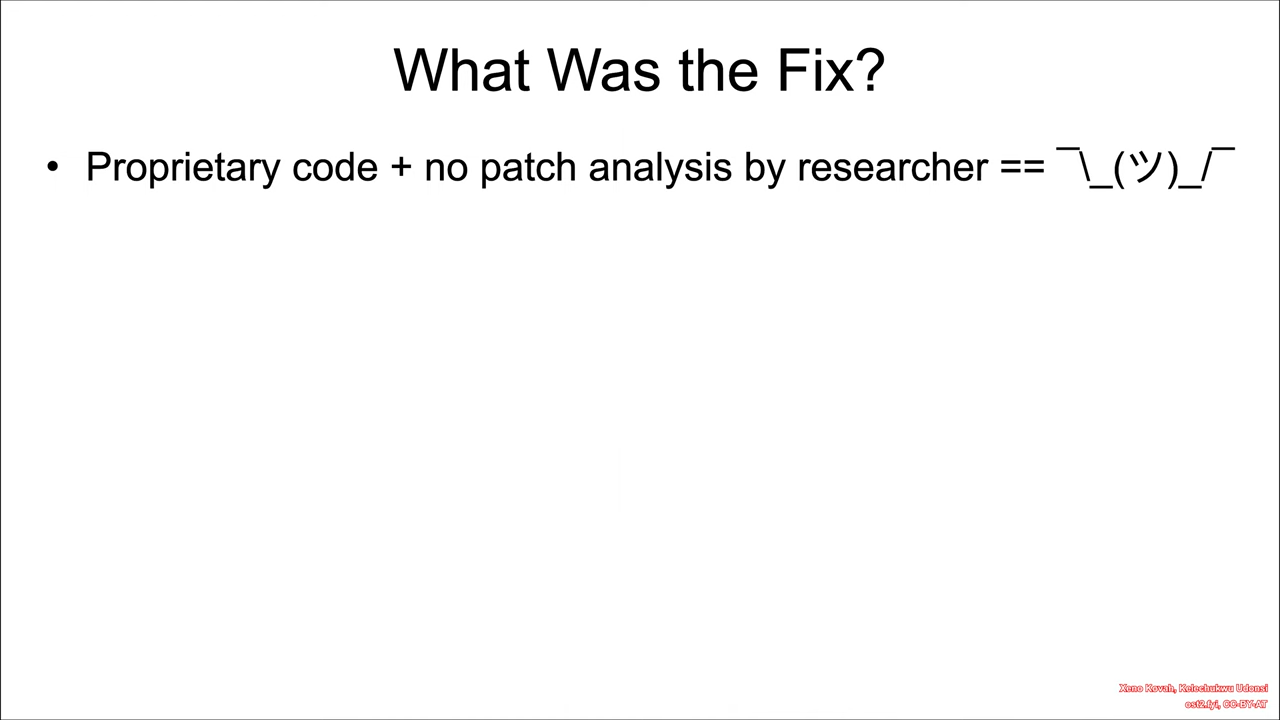 What Was the Fix?
• Proprietary code + no patch analysis by researcher == ¯\_(ツ)_/¯
Xeno Kovah, Kelechukwu Udonsi
ost2.fyi, CC-BY-AT